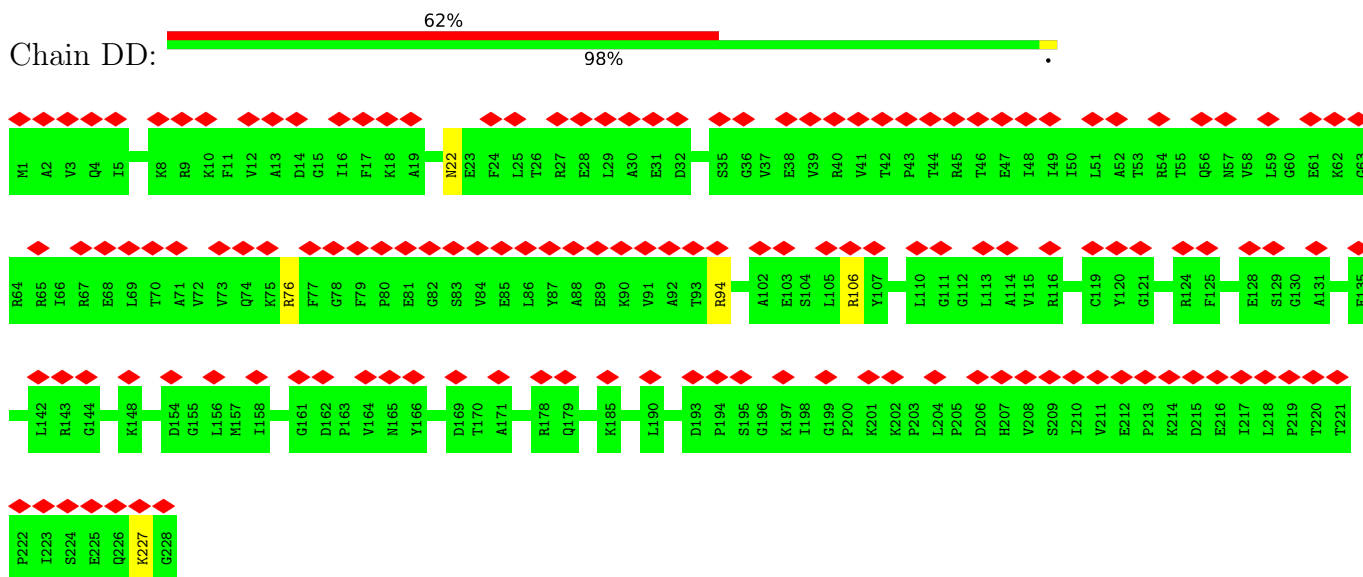 62%
Chain DD:
98%
•
M1 A2 V3 Q4 I5 K8 R9 K10 F11 V12 A13 D14 G15 I16 F17 K18 A19 N22 E23 F24 L25 T26 R27 E28 L29 A30 E31 D32 S35 G36 V37 E38 V39 R40 V41 T42 P43 T44 R45 T46 E47 I48 I49 I50 L51 A52 T53 R54 T55 Q56 N57 V58 L59 G60 E61 K62 G63
R64 R65 I66 R67 E68 L69 T70 A71 V72 V73 Q74 K75 R76 F77 G78 F79 P80 E81 G82 S83 V84 E85 L86 Y87 A88 E89 K90 V91 A92 T93 R94 A102 E103 S104 L105 R106 Y107 L110 G111 G112 L113 A114 V115 R116 C119 Y120 G121 R124 F125 E128 S129 G130 A131 E135
L142 R143 G144 K148 D154 G155 L156 M157 I158 G161 D162 P163 V164 N165 Y166 D169 T170 A171 R178 Q179 K185 L190 D193 P194 S195 G196 K197 I198 G199 P200 K201 K202 P203 L204 P205 D206 H207 V208 S209 I210 V211 E212 P213 K214 D215 E216 I217 L218 P219 T220 T221
P222 I223 S224 E225 Q226 K227 G228